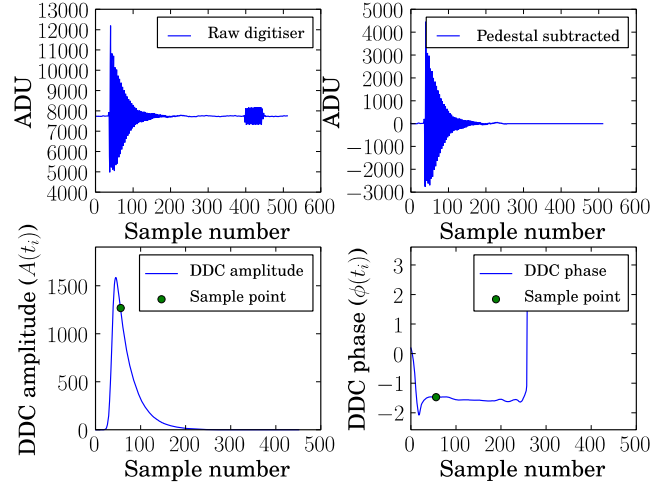 13000
12000
11000
10000
9000
8000
7000
6000
5000
4000
ADU
Raw digitiser
0 100 200 300 400 500 600
Sample number
5000
4000
3000
2000
1000
0
−1000
−2000
−3000
ADU
Pedestal subtracted
0 100 200 300 400 500 600
Sample number
1500
1000
500
0
DDC amplitude (A(t_i))
DDC amplitude
Sample point
0 100 200 300 400 500
Sample number
3
2
1
0
−1
−2
DDC phase (ϕ(t_i))
DDC phase
Sample point
0 100 200 300 400 500
Sample number